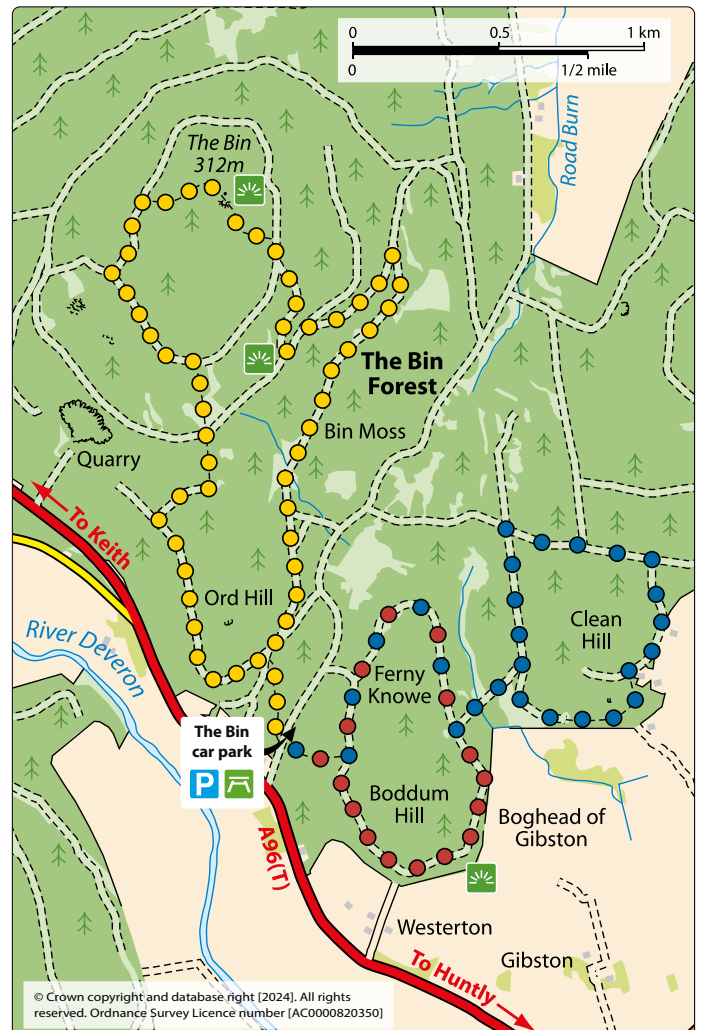 0 0.5 1 km
0 1/2 mile
Road Burn
The Bin
312m
The Bin
Forest
Bin Moss
Quarry
To Keith
Ord Hill
River Deveron
Clean
Hill
Ferny
Knowe
The Bin
car park
P
Boddum
Hill
Boghead of
Gibston
A96(T)
Westerton
To Huntly
Gibston
© Crown copyright and database right [2024]. All rights
reserved. Ordnance Survey Licence number [AC0000820350]